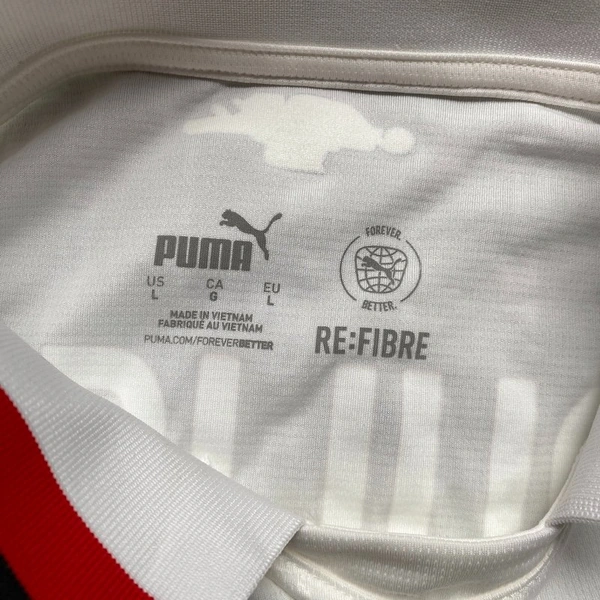 PUMA
US CA EU
L G L
MADE IN VIETNAM
FABRIQUÉ AU VIETNAM
PUMA.COM/FOREVERBETTER
FOREVER.
BETTER.
RE:FIBRE